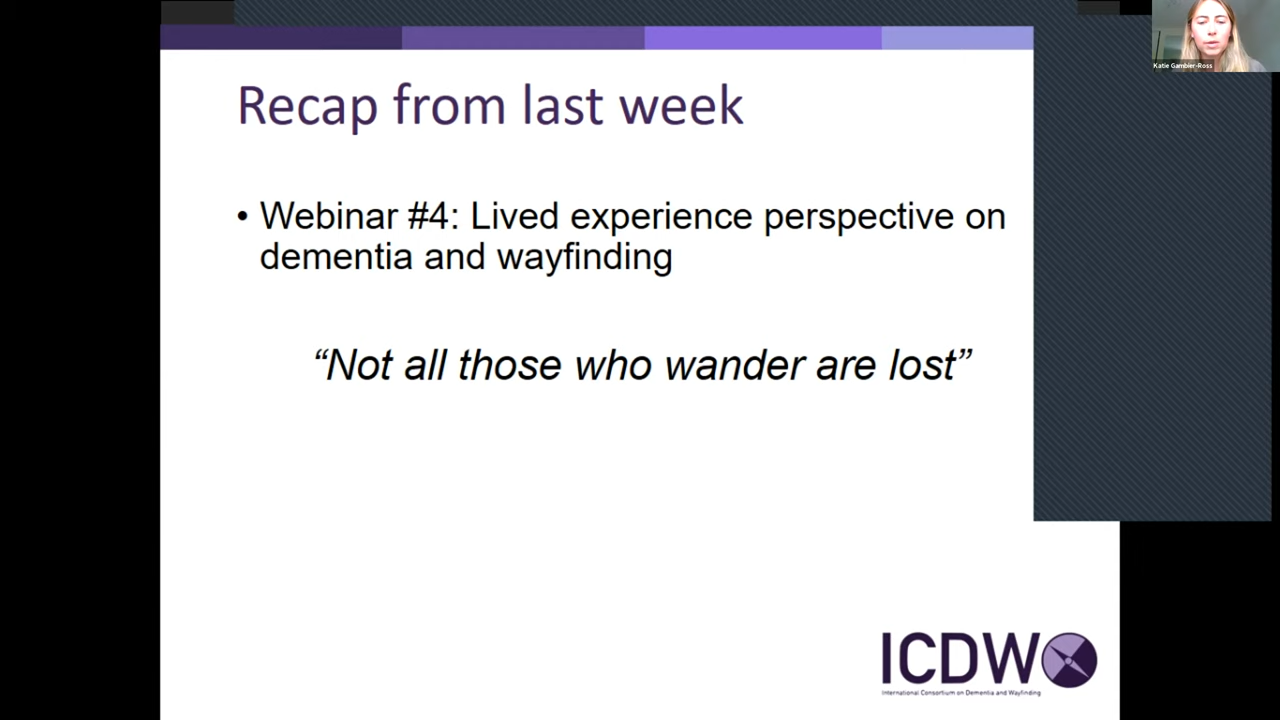 Katie Gambler-Ross
Recap from last week
• Webinar #4: Lived experience perspective on
dementia and wayfinding
“Not all those who wander are lost”
ICDW
International Consortium on Dementia and Wayfinding